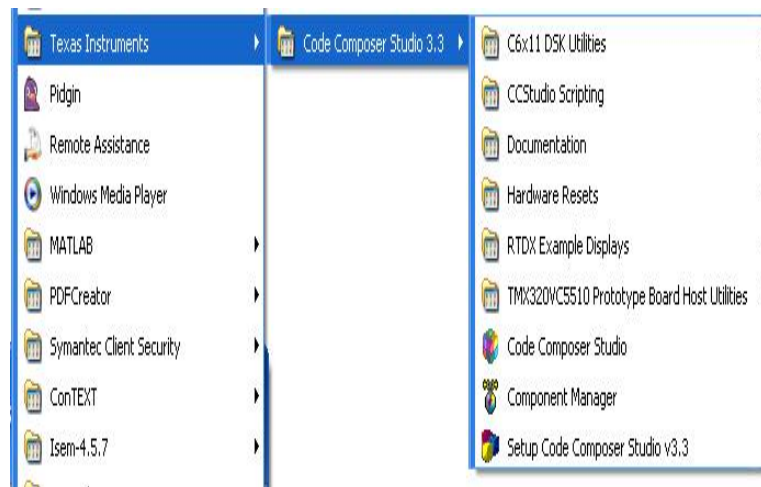 Texas Instruments
Pidgin
Remote Assistance
Windows Media Player
MATLAB
PDFCreator
Symantec Client Security
ConTEXT
Isem-4.5.7
Code Composer Studio 3.3
C6x11 DSK Utilities
CCStudio Scripting
Documentation
Hardware Resets
RTDX Example Displays
TMX320VC5510 Prototype Board Host Utilities
Code Composer Studio
Component Manager
Setup Code Composer Studio v3.3